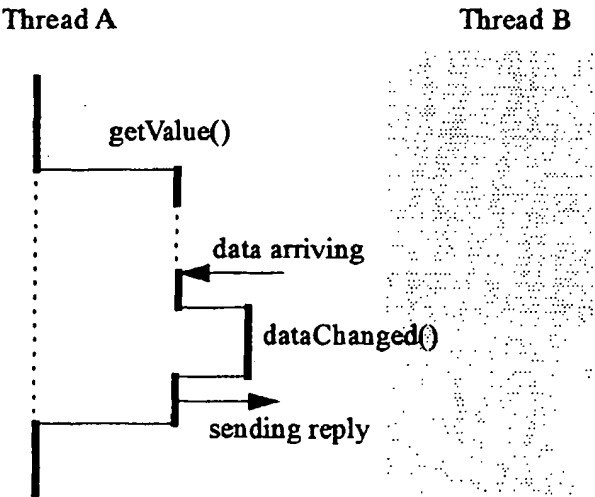 Thread A
Thread B
getValue()
data arriving
dataChanged()
sending reply